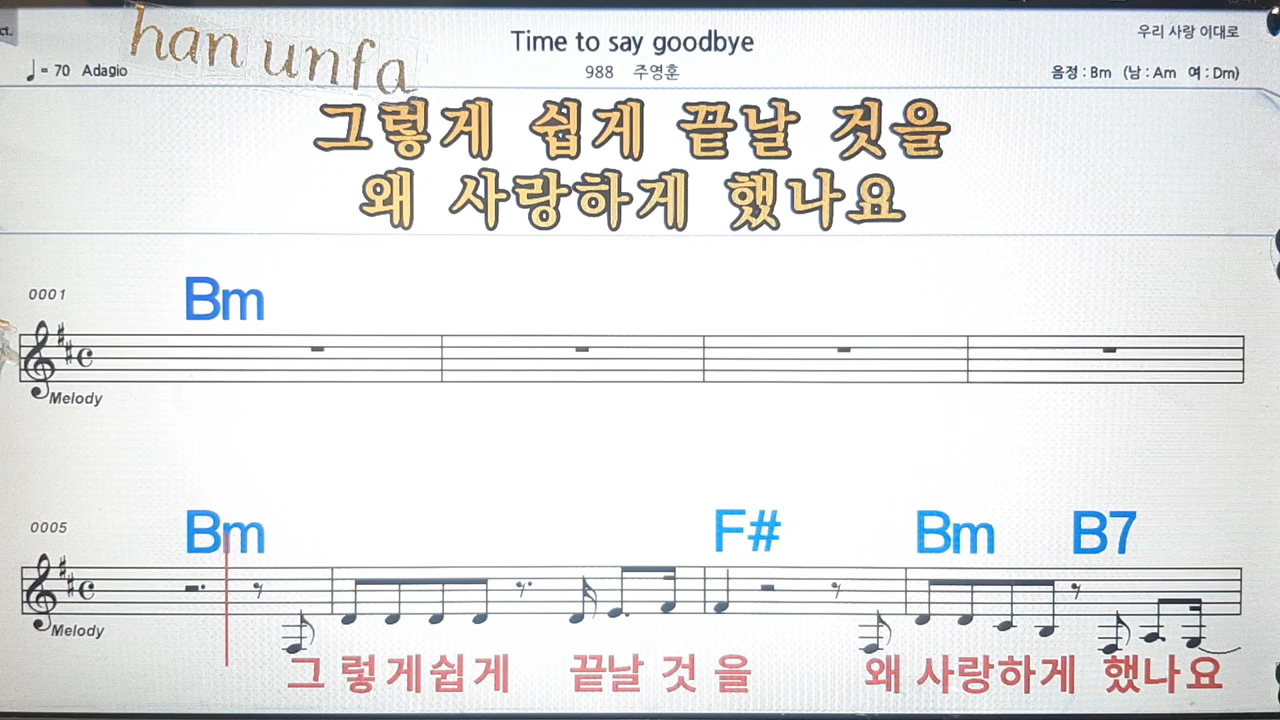 ct.
han unfa
Time to say goodbye
우리 사랑 이대로
♩= 70 Adagio
988 주영훈
음정 : Bm (남 : Am 여 : Dm)
그렇게 쉽게 끝날 것을
왜 사랑하게 했나요
0001
Bm
Melody
0005
Bm F# Bm B7
Melody
그 렇게쉽게 끝날 것 을 왜 사랑하게 했나요